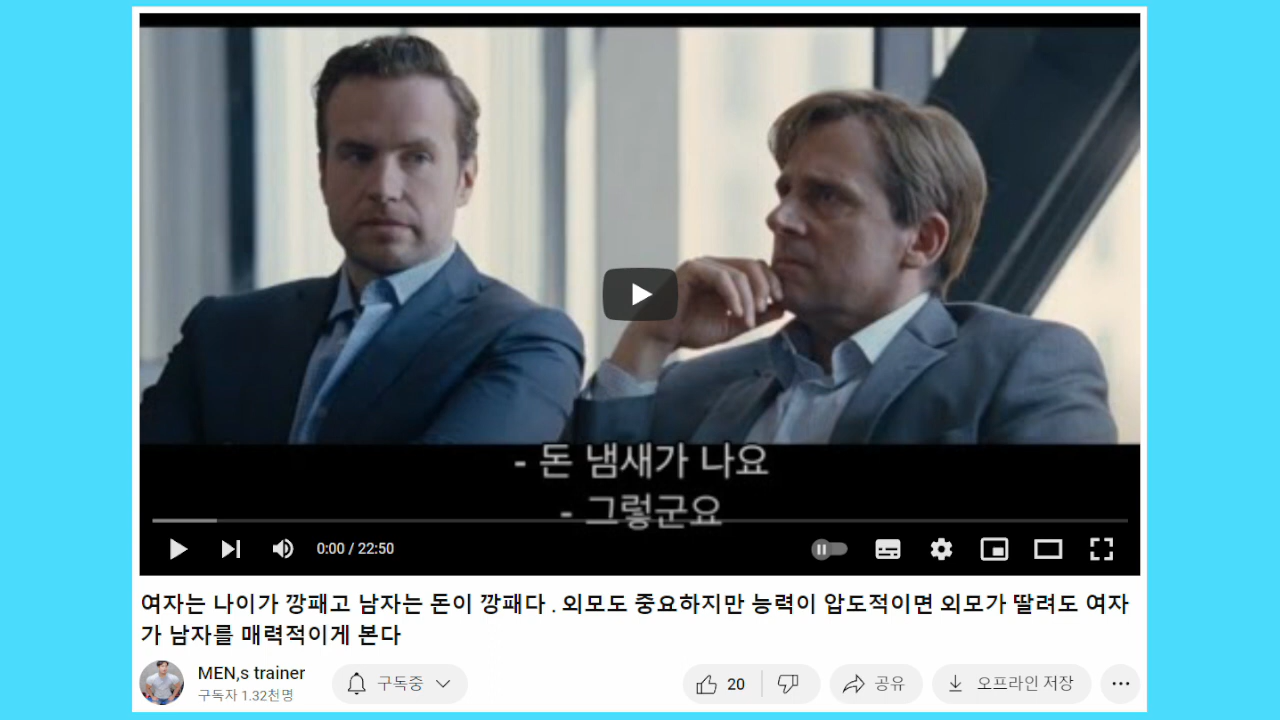 - 돈 냄새가 나요
- 그렇군요
0:00 / 22:50
여자는 나이가 깡패고 남자는 돈이 깡패다 . 외모도 중요하지만 능력이 압도적이면 외모가 딸려도 여자
가 남자를 매력적이게 본다
MEN,s trainer
구독자 1.32천명
구독중
20
공유
오프라인 저장